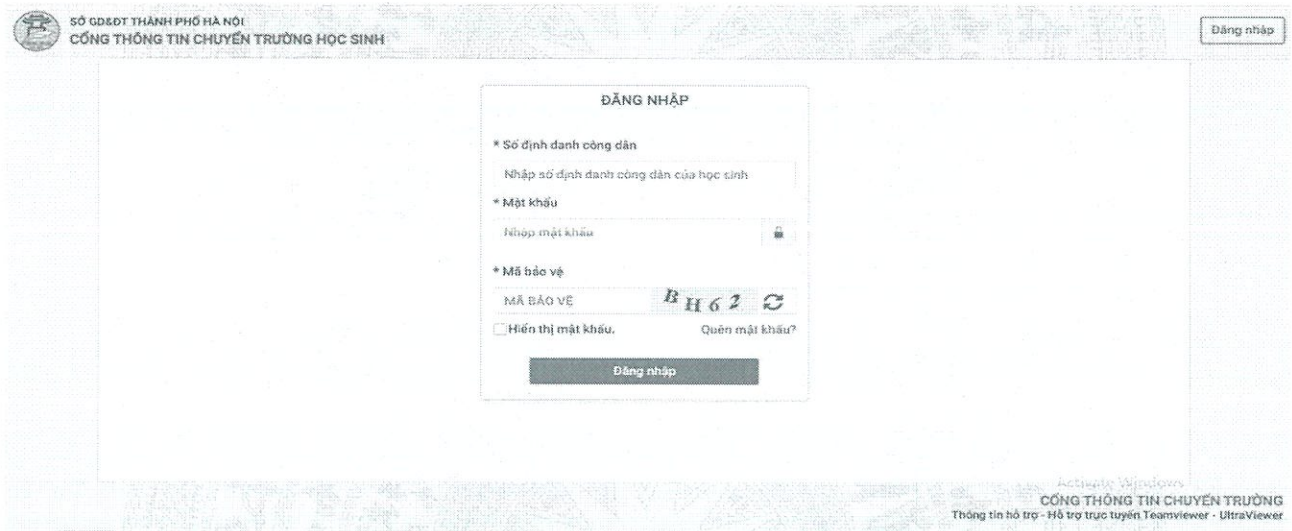 SỞ GD&ĐT THÀNH PHỐ HÀ NỘI
CỔNG THÔNG TIN CHUYỂN TRƯỜNG HỌC SINH
Đăng nhập
ĐĂNG NHẬP
* Số định danh công dân
Nhập số định danh công dân của học sinh
* Mật khẩu
Nhập mật khẩu
* Mã bảo vệ
MÃ BẢO VỆ
BH62
Hiển thị mật khẩu.
Quên mật khẩu?
Đăng nhập
Activate Windows
CỔNG THÔNG TIN CHUYỂN TRƯỜNG
Thông tin hỗ trợ - Hỗ trợ trực tuyến Teamviewer - UltraViewer